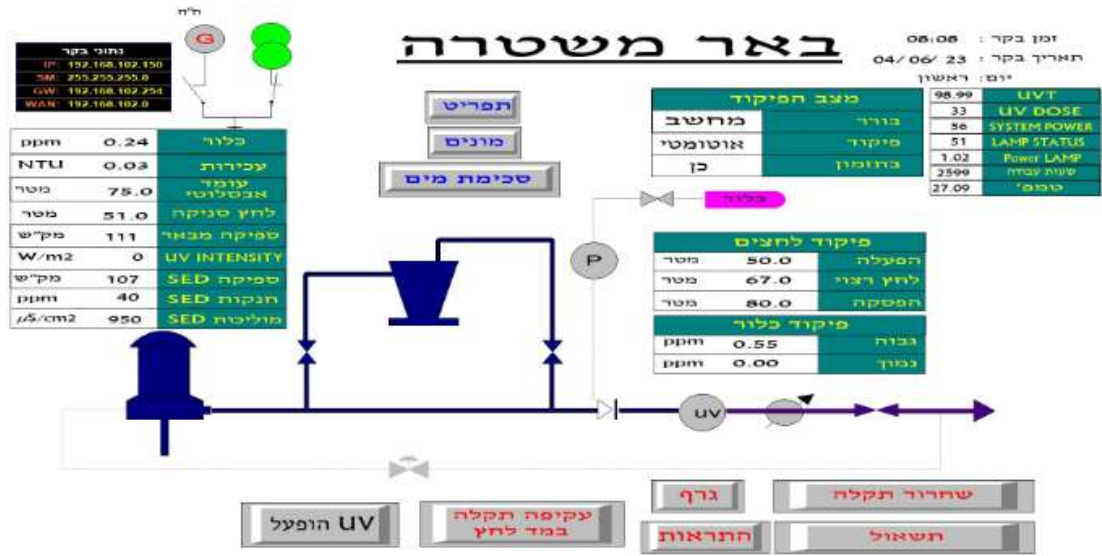 באר משטרה
זמן בקר : 08:08
תאריך בקר : 04/06/23
יום: ראשון
ח"ח
G
נתוני בקר
IP: 192.168.102.150
SM: 255.255.255.0
GW: 192.168.102.254
WAN: 192.168.102.0
תפריט
מונים
סכימת מים
מצב הפיקוד
בורר מחשב
פיקוד אוטומטי
בתזמון כן
UVT 98.99
UV DOSE 33
SYSTEM POWER 56
LAMP STATUS 51
Power LAMP 1.02
שעות עבודה 2599
טמפ' 27.09
כלור 0.24 ppm
עכירות 0.03 NTU
עומד אבסלוטי 75.0 מטר
לחץ סניקה 51.0 מטר
ספיקה מבאר 111 מק"ש
UV INTENSITY 0 W/m2
ספיקה SED 107 מק"ש
חנקות SED 40 ppm
מוליכות SED 950 µS/cm2
כלור
P
פיקוד לחצים
הפעלה 50.0 מטר
לחץ רצוי 67.0 מטר
הפסקה 80.0 מטר
פיקוד כלור
גבוה 0.55 ppm
נמוך 0.00 ppm
uv
שחרור תקלה
גרף
עקיפה תקלה
במד לחץ
UV הופעל
תשאול
התראות